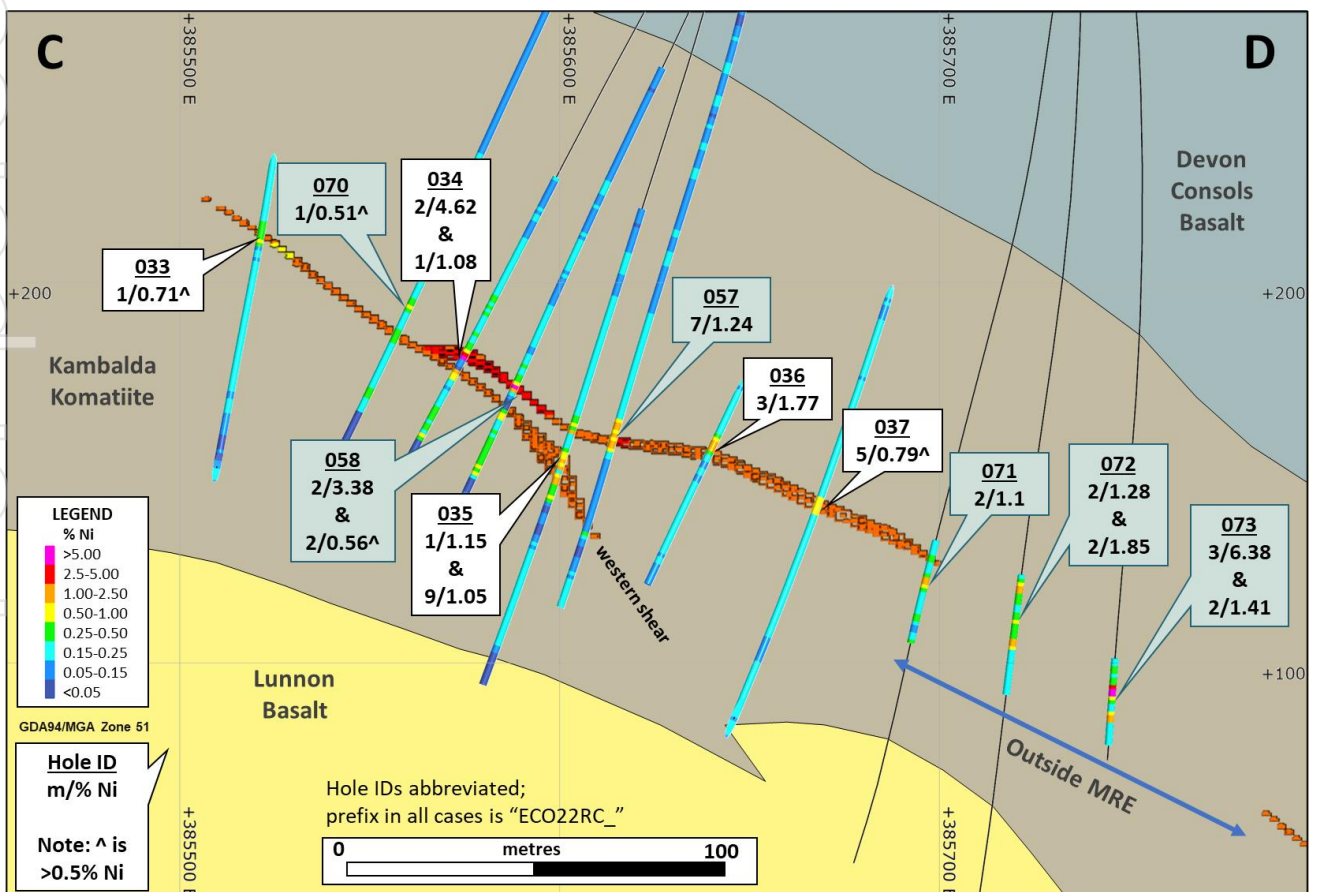 C
+385500 E
+385600 E
+385700 E
D
Devon
Consols
Basalt
070
1/0.51^
034
2/4.62
&
1/1.08
033
1/0.71^
+200
+200
057
7/1.24
036
3/1.77
Kambalda
Komatiite
037
5/0.79^
058
2/3.38
&
2/0.56^
035
1/1.15
&
9/1.05
071
2/1.1
072
2/1.28
&
2/1.85
073
3/6.38
&
2/1.41
western shear
LEGEND
% Ni
>5.00
2.5-5.00
1.00-2.50
0.50-1.00
0.25-0.50
0.15-0.25
0.05-0.15
<0.05
GDA94/MGA Zone 51
Lunnon
Basalt
+100
Outside MRE
Hole ID
m/% Ni
Note: ^ is
>0.5% Ni
Hole IDs abbreviated;
prefix in all cases is “ECO22RC_”
0 metres 100
+385500 E
+385700 E